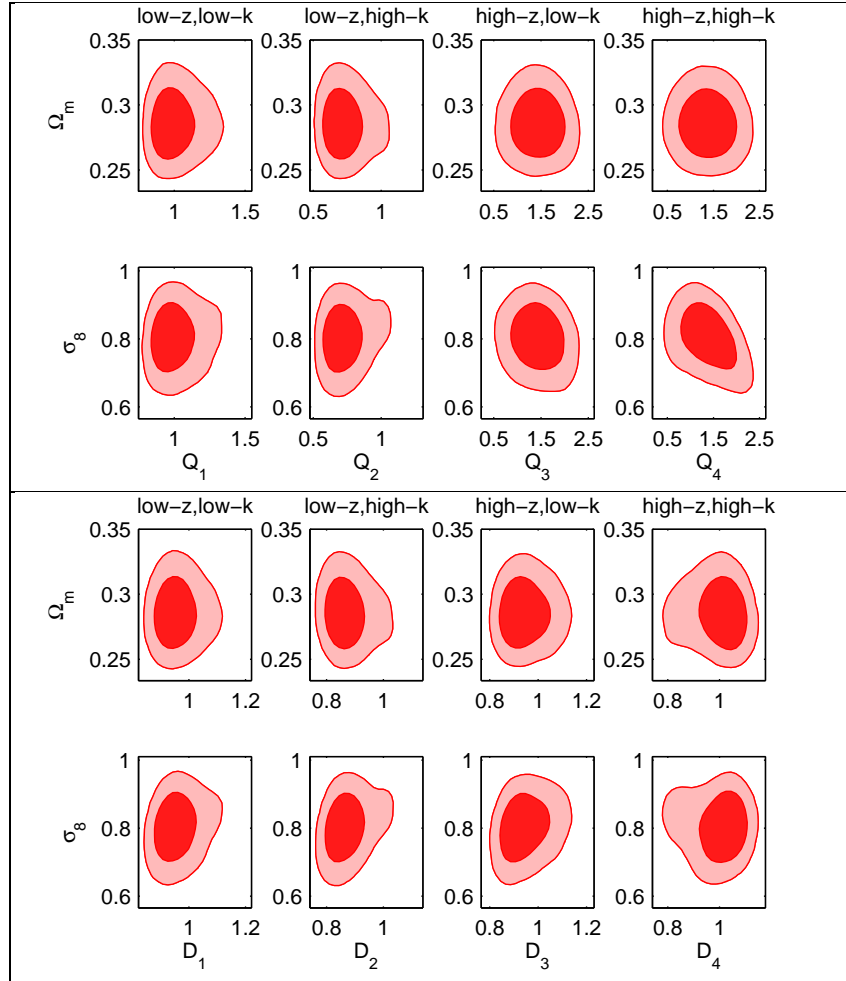 low−z,low−k low−z,high−k high−z,low−k high−z,high−k
0.35 0.35 0.35 0.35
Ωm 0.3 0.3 0.3 0.3
0.25 0.25 0.25 0.25
1 1.5 0.5 1 0.5 1.5 2.5 0.5 1.5 2.5
1 1 1 1
σ8 0.8 0.8 0.8 0.8
0.6 0.6 0.6 0.6
1 1.5 0.5 1 0.5 1.5 2.5 0.5 1.5 2.5
Q1 Q2 Q3 Q4
low−z,low−k low−z,high−k high−z,low−k high−z,high−k
0.35 0.35 0.35 0.35
Ωm 0.3 0.3 0.3 0.3
0.25 0.25 0.25 0.25
1 1.2 0.8 1 0.8 1 1.2 0.8 1
1 1 1 1
σ8 0.8 0.8 0.8 0.8
0.6 0.6 0.6 0.6
1 1.2 0.8 1 0.8 1 1.2 0.8 1
D1 D2 D3 D4